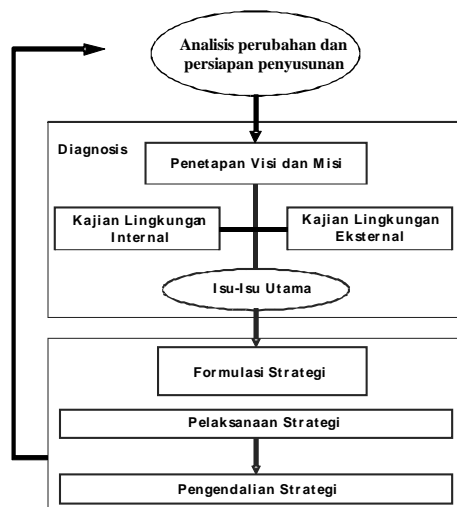 Analisis perubahan dan
persiapan penyusunan
Diagnosis
Penetapan Visi dan Misi
Kajian Lingkungan
Internal
Kajian Lingkungan
Eksternal
Isu-Isu Utama
Formulasi Strategi
Pelaksanaan Strategi
Pengendalian Strategi